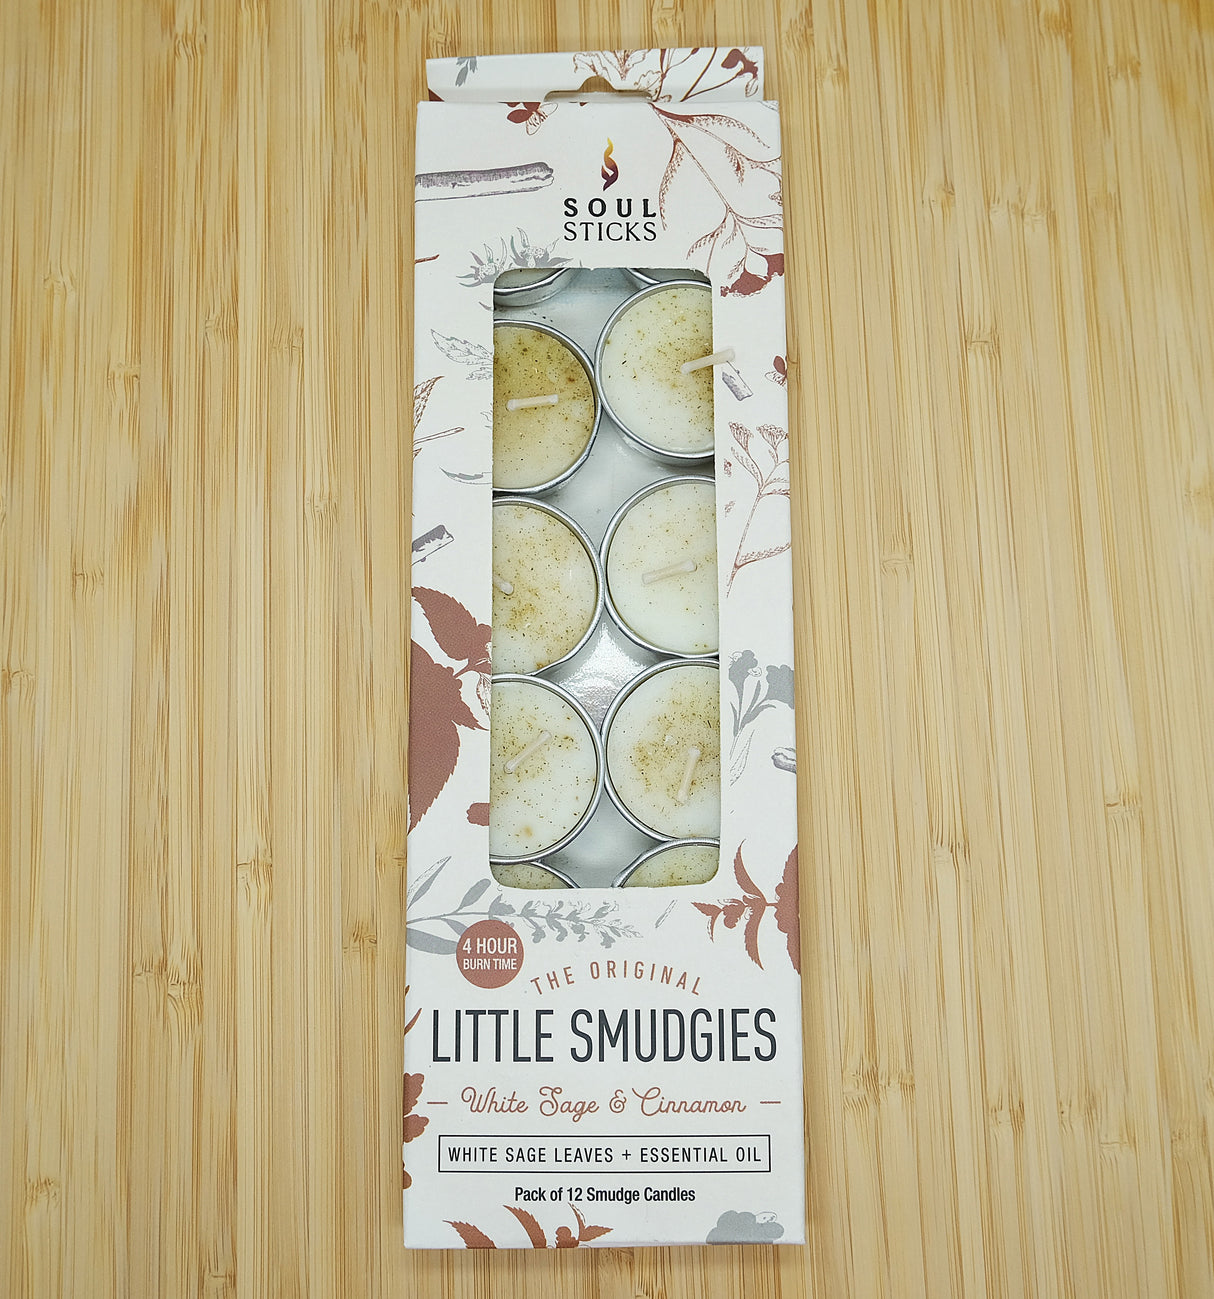 SOUL
STICKS
4 HOUR
BURN TIME
THE ORIGINAL
LITTLE SMUDGIES
White Sage & Cinnamon
WHITE SAGE LEAVES + ESSENTIAL OIL
Pack of 12 Smudge Candles